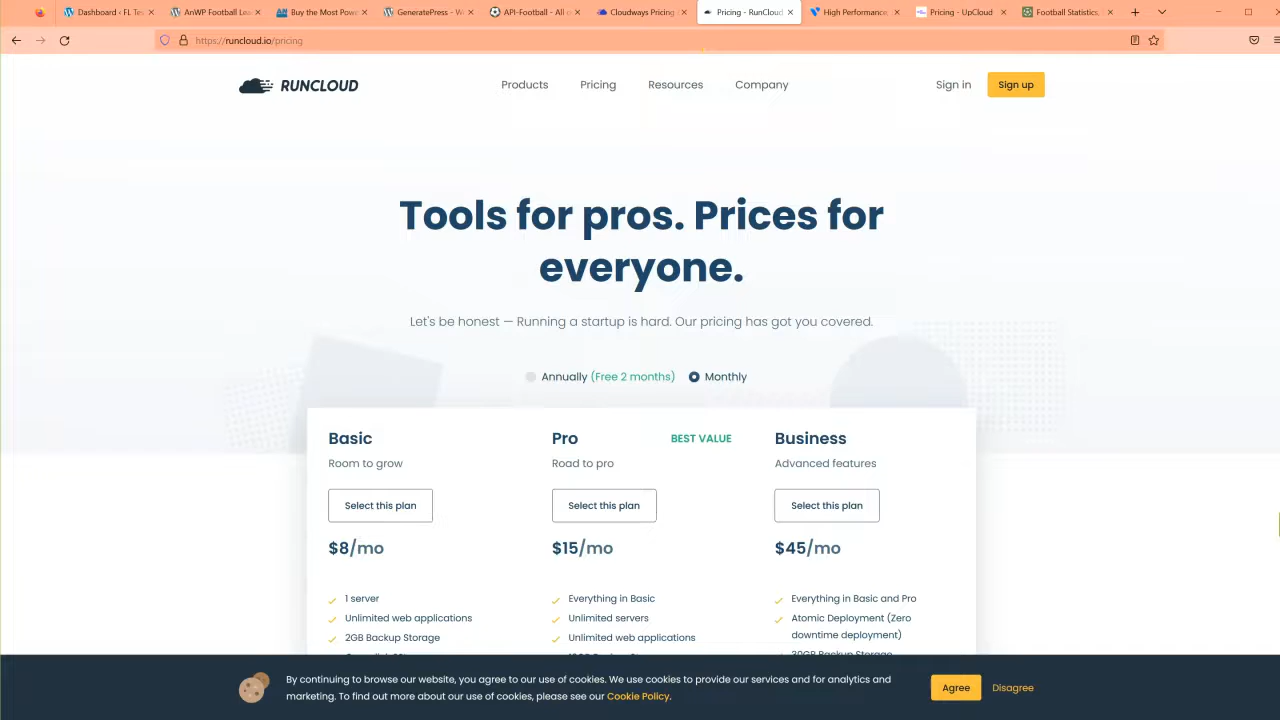 Dashboard ‹ FL Te
AnWP Football Lea
Buy the Most Powe
GeneratePress - W
API-Football - All o
Cloudways Pricing
Pricing - RunCloud
High Performance,
Pricing - UpCloud
Football Statistics,
https://runcloud.io/pricing
RUNCLOUD
Products
Pricing
Resources
Company
Sign in
Sign up
Tools for pros. Prices for
everyone.
Let's be honest — Running a startup is hard. Our pricing has got you covered.
Annually (Free 2 months)
Monthly
Basic
Room to grow
Select this plan
$8/mo
1 server
Unlimited web applications
2GB Backup Storage
Pro
BEST VALUE
Road to pro
Select this plan
$15/mo
Everything in Basic
Unlimited servers
Unlimited web applications
Business
Advanced features
Select this plan
$45/mo
Everything in Basic and Pro
Atomic Deployment (Zero
downtime deployment)
30GB Backup Storage
By continuing to browse our website, you agree to our use of cookies. We use cookies to provide our services and for analytics and
marketing. To find out more about our use of cookies, please see our Cookie Policy.
Agree
Disagree